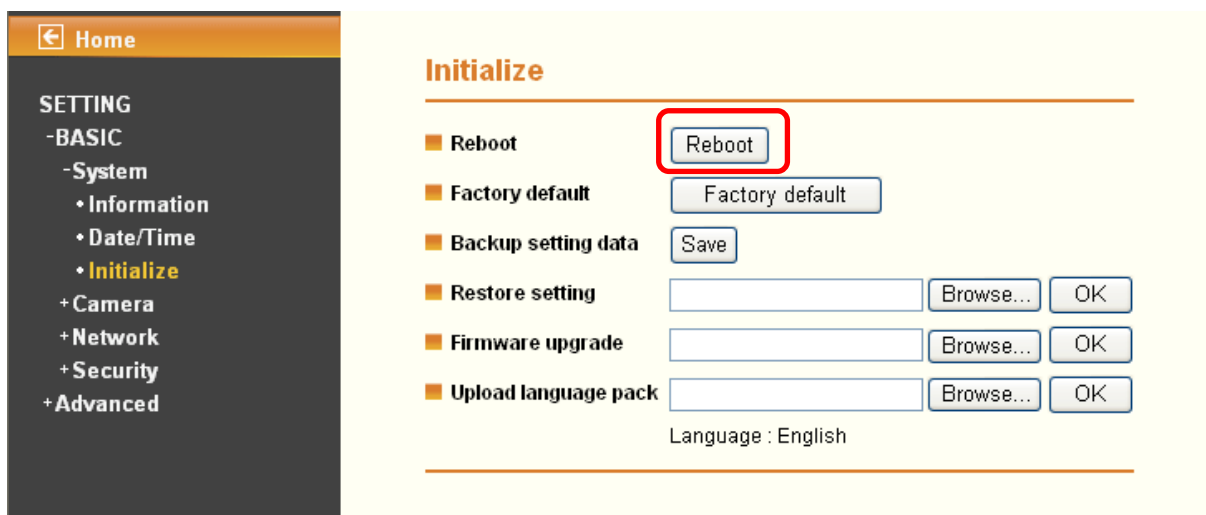 Home
SETTING
-BASIC
-System
•Information
•Date/Time
•Initialize
+Camera
+Network
+Security
+Advanced
Initialize
Reboot Reboot
Factory default Factory default
Backup setting data Save
Restore setting Browse... OK
Firmware upgrade Browse... OK
Upload language pack Browse... OK
Language : English